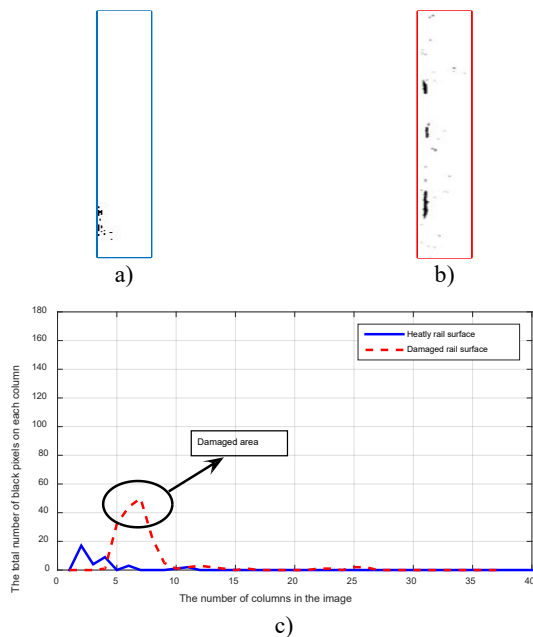 a)
b)
The total number of black pixels on each column
180
160
140
120
100
80
60
40
20
0
Heatly rail surface
Damaged rail surface
Damaged area
0 5 10 15 20 25 30 35 40
The number of columns in the image
c)